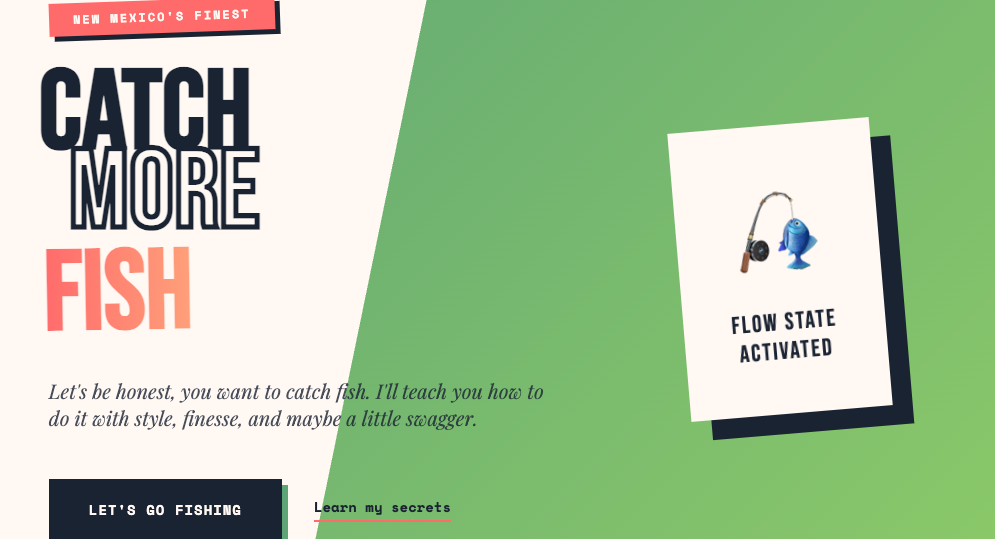 NEW MEXICO'S FINEST
CATCH
MORE
FISH
Let's be honest, you want to catch fish. I'll teach you how to
do it with style, finesse, and maybe a little swagger.
LET'S GO FISHING
Learn my secrets
FLOW STATE
ACTIVATED